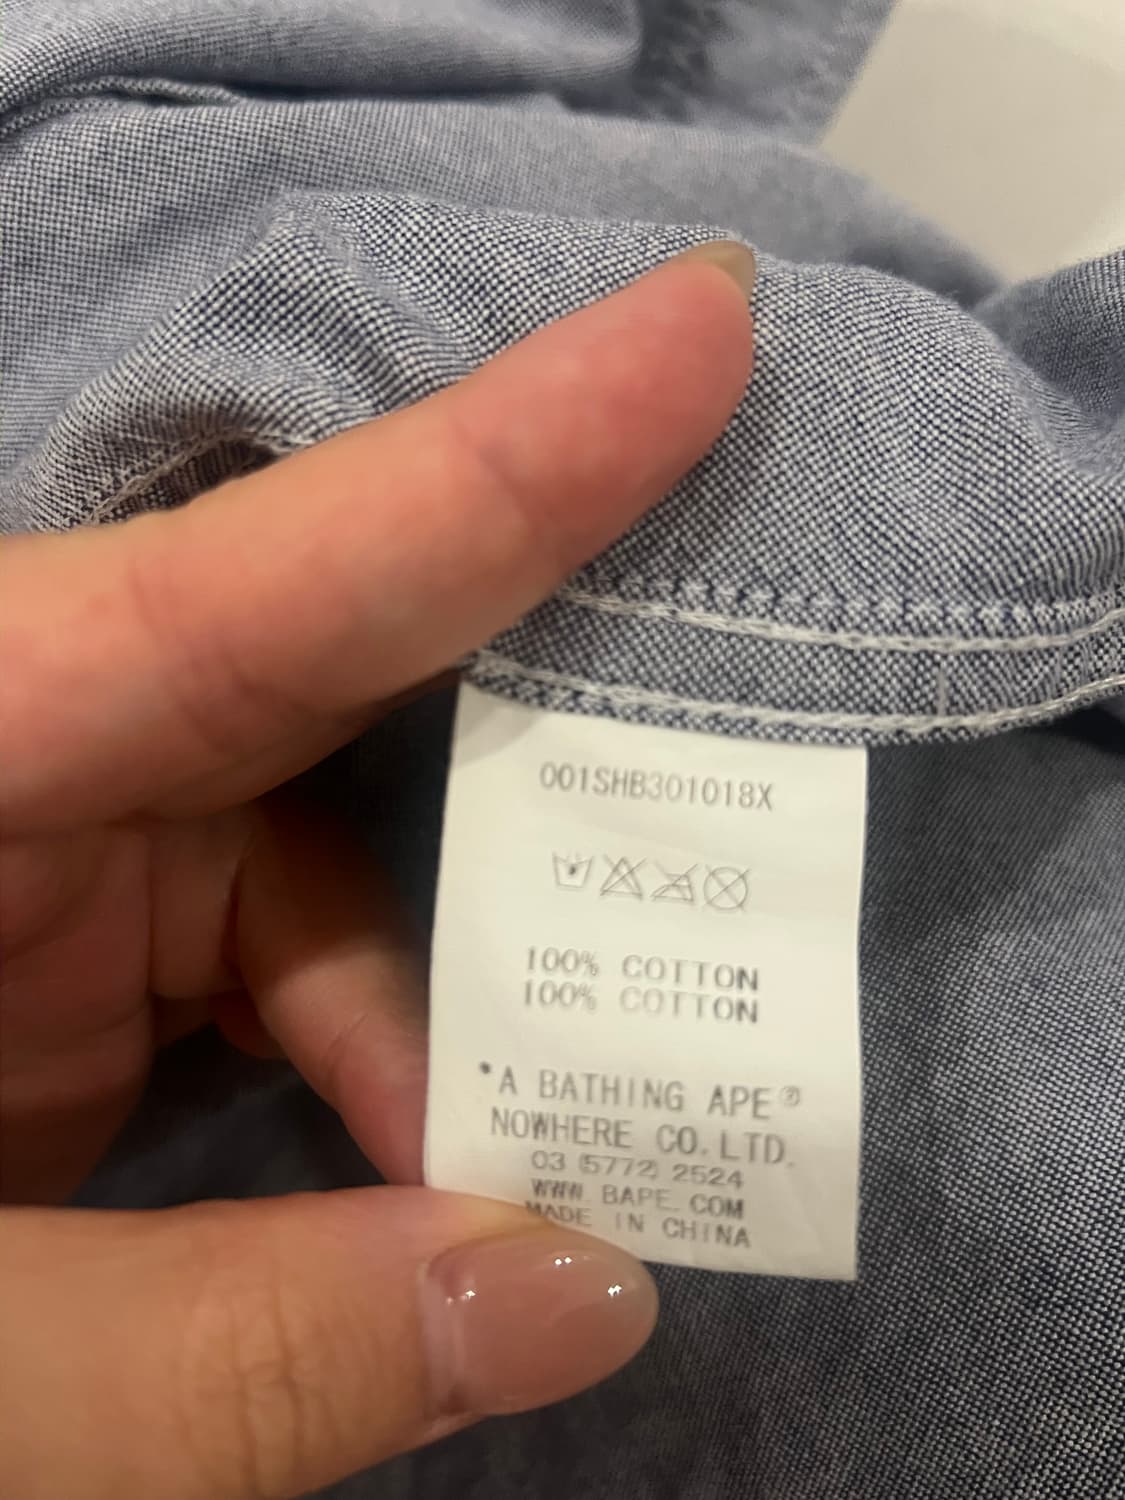 001SHB301018X
100% COTTON
100% COTTON
*A BATHING APE®
NOWHERE CO.LTD.
03 (5772) 2524
WWW. BAPE. COM
MADE IN CHINA